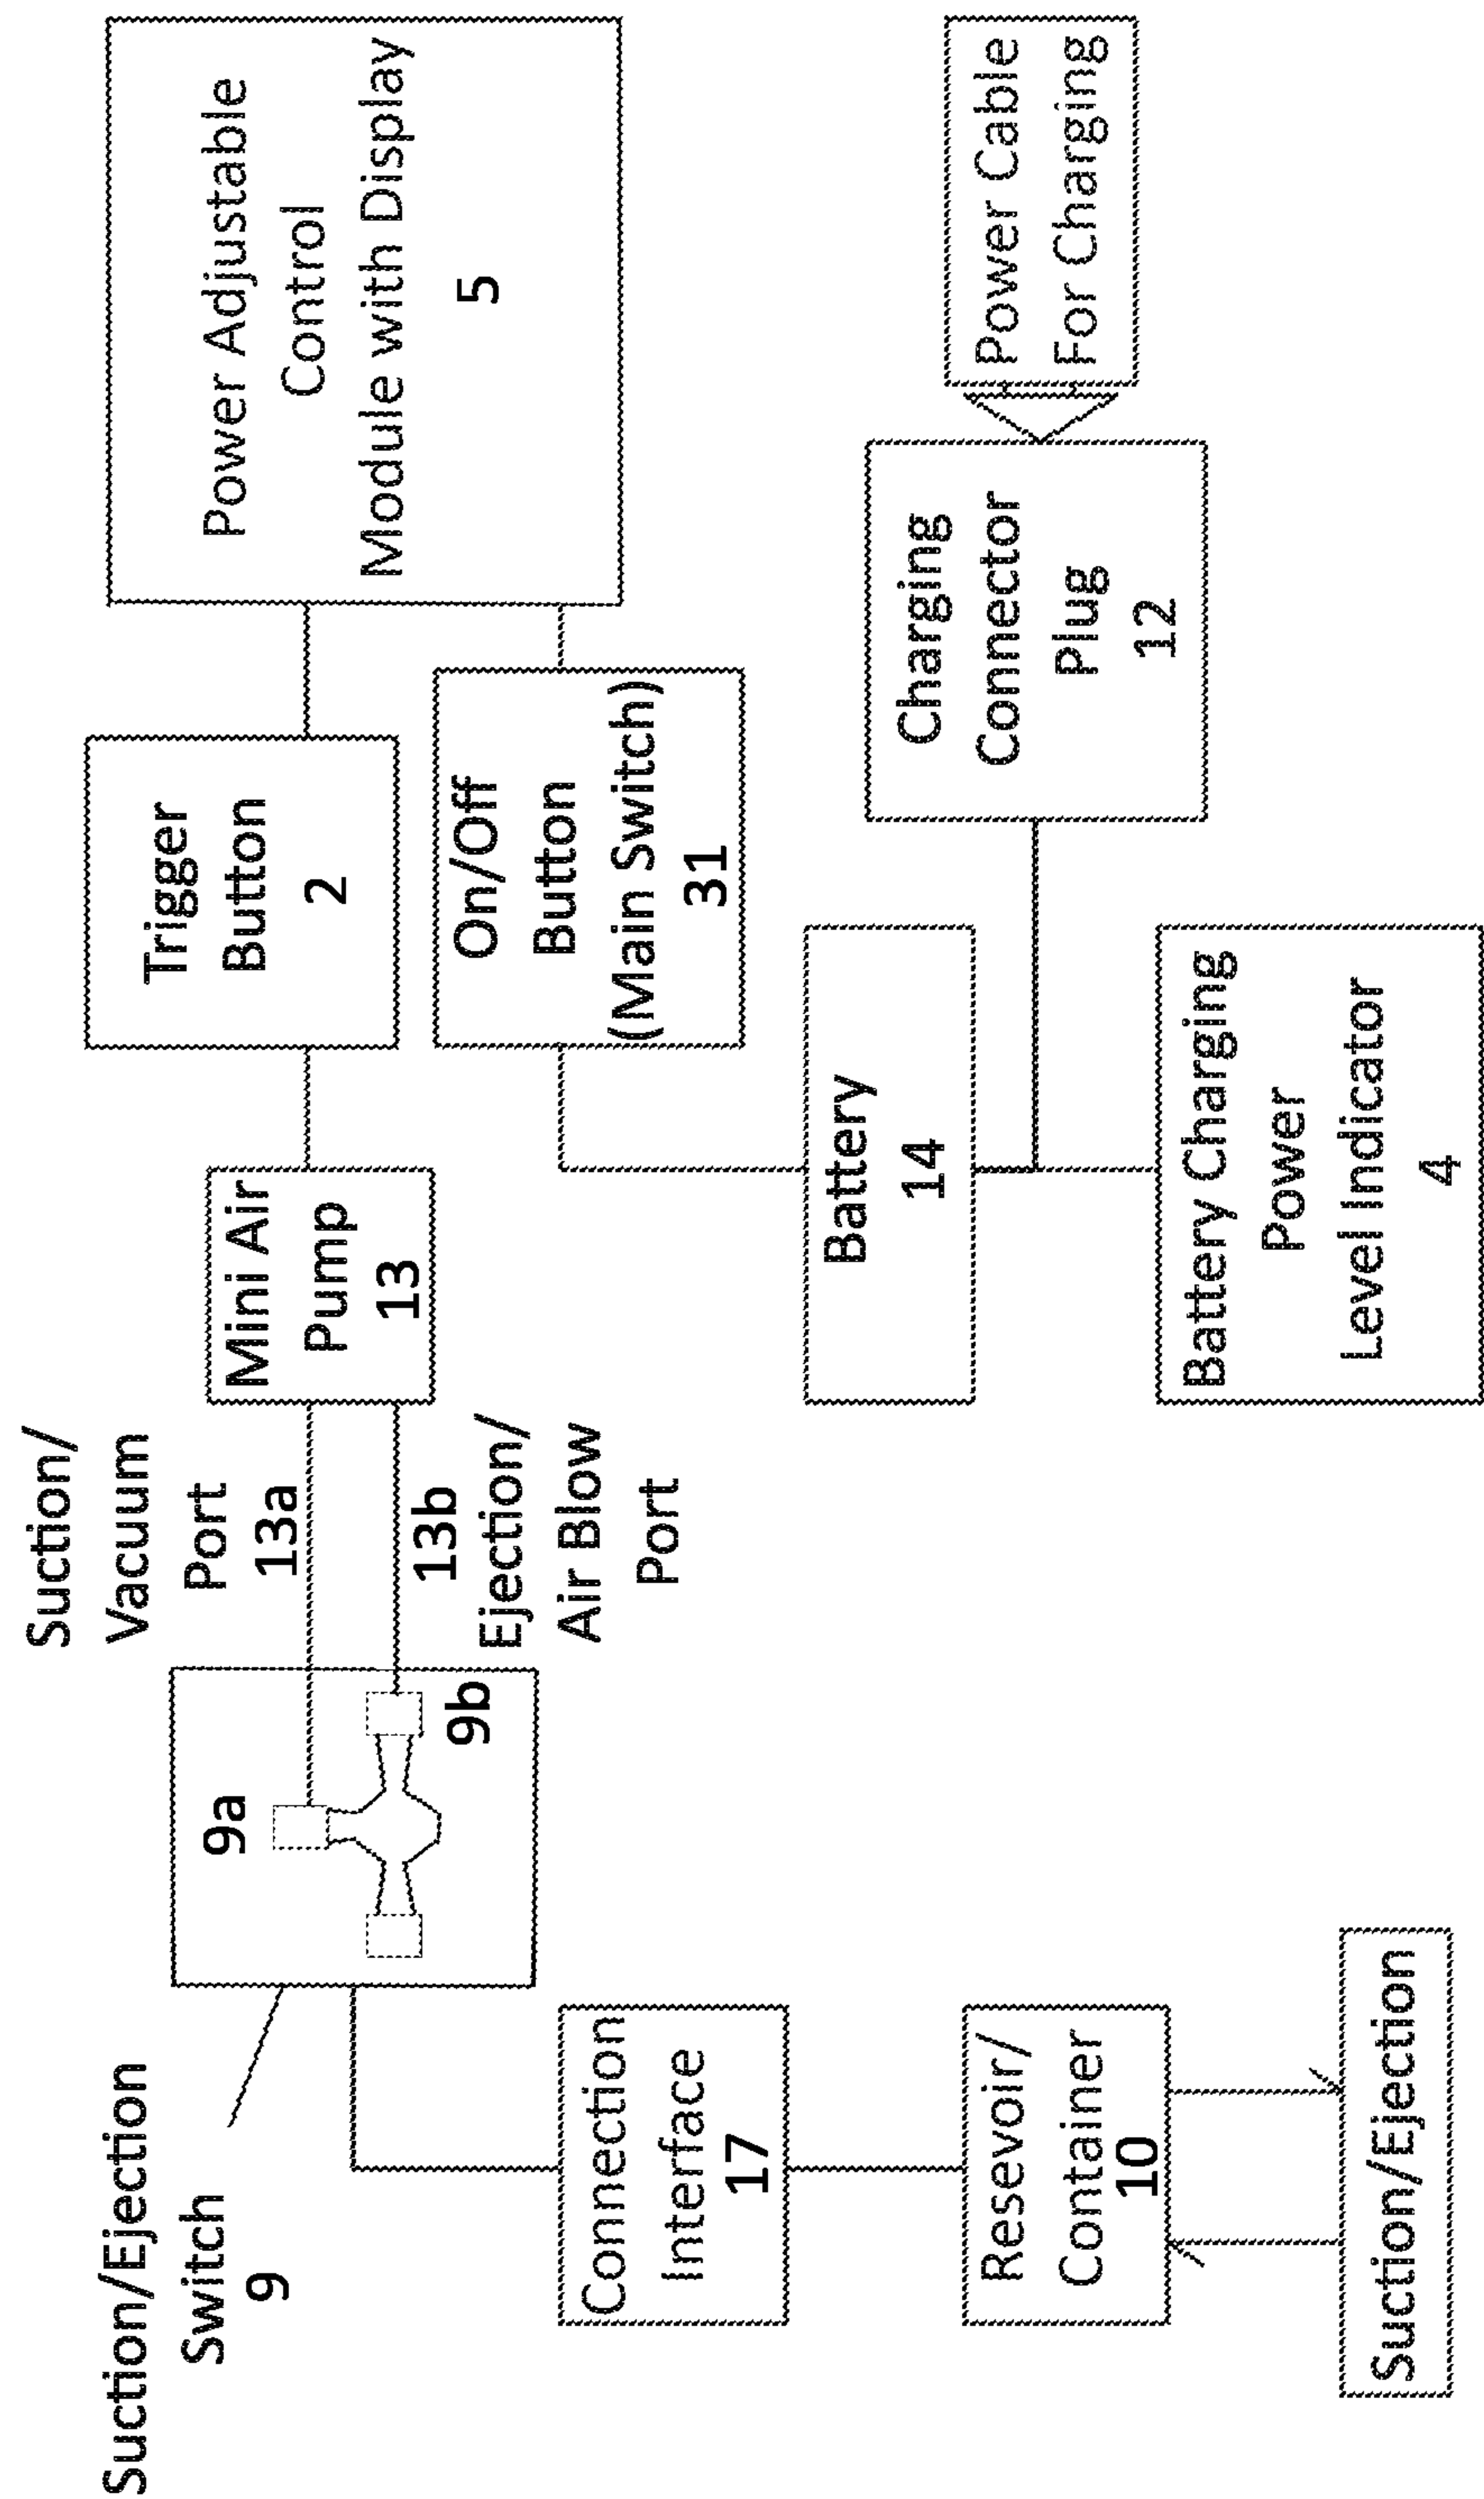 Suction/Ejection
Switch
9
9a
9b
Suction/
Vacuum
Port
13a
13b
Ejection/
Air Blow
Port
Mini Air
Pump
13
Trigger
Button
2
Power Adjustable
Control
Module with Display
5
On/Off
Button
(Main Switch)
31
Connection
Interface
17
Battery
14
Charging
Connector
Plug
12
Power Cable
For Charging
Resevoir/
Container
10
Battery Charging
Power
Level Indicator
4
Suction/Ejection